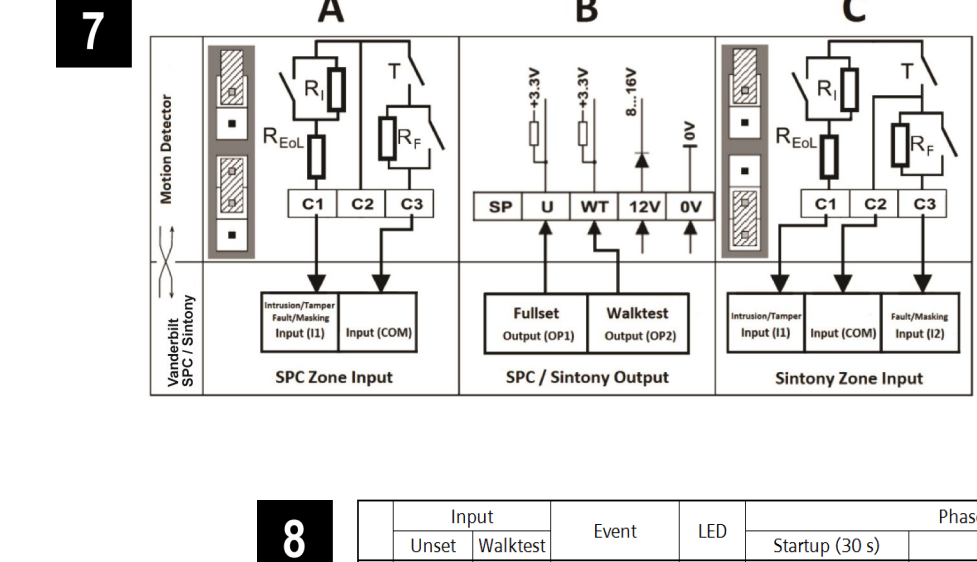 7
A
B
C
Motion Detector
RI
T
REoL
RF
C1
C2
C3
+3.3V
+3.3V
8...16V
0V
SP
U
WT
12V
0V
RI
T
REoL
RF
C1
C2
C3
Vanderbilt
SPC / Sintony
Intrusion/Tamper
Fault/Masking
Input (I1)
Input (COM)
SPC Zone Input
Fullset
Output (OP1)
Walktest
Output (OP2)
SPC / Sintony Output
Intrusion/Tamper
Input (I1)
Input (COM)
Fault/Masking
Input (I2)
Sintony Zone Input
8
Input
Event
LED
Phase
Unset
Walktest
Startup (30 s)